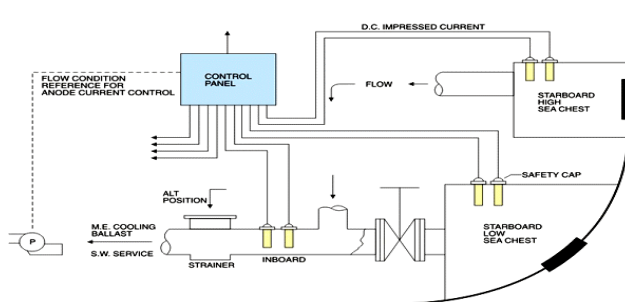 D.C. IMPRESSED CURRENT
FLOW CONDITION
REFERENCE FOR
ANODE CURRENT CONTROL
CONTROL
PANEL
FLOW
STARBOARD
HIGH
SEA CHEST
SAFETY CAP
ALT
POSITION
STARBOARD
LOW
SEA CHEST
M.E. COOLING
BALLAST
S.W. SERVICE
P
STRAINER
INBOARD